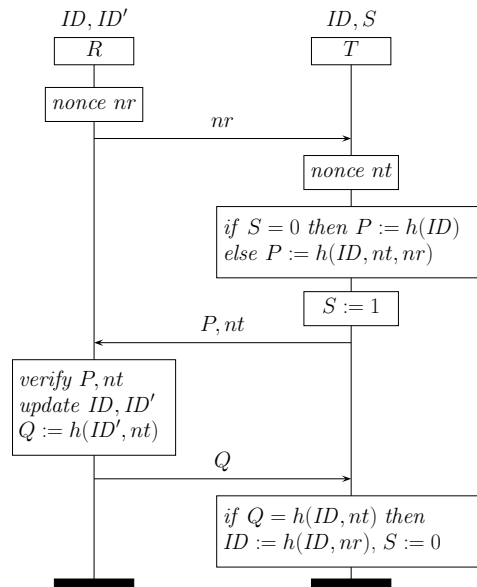 ID, ID′
ID, S
R
T
nonce nr
nr
nonce nt
if S = 0 then P := h(ID)
else P := h(ID, nt, nr)
S := 1
P, nt
verify P, nt
update ID, ID′
Q := h(ID′, nt)
Q
if Q = h(ID, nt) then
ID := h(ID, nr), S := 0